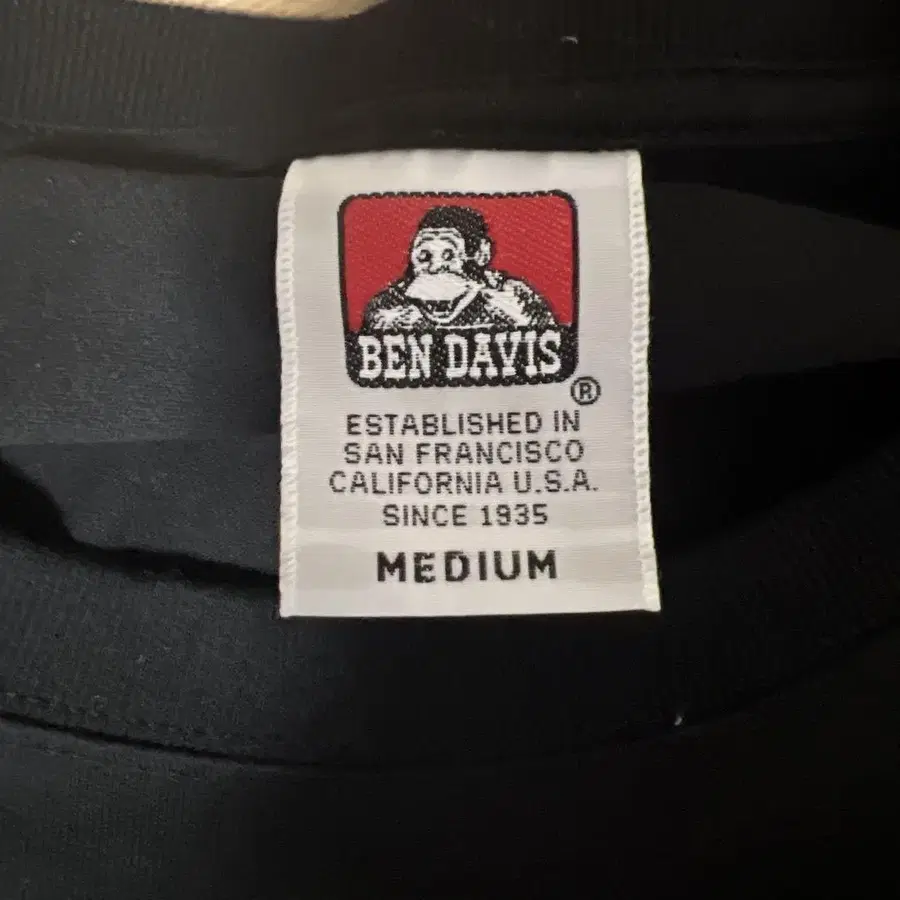 BEN DAVIS
®
ESTABLISHED IN
SAN FRANCISCO
CALIFORNIA U.S.A.
SINCE 1935
MEDIUM